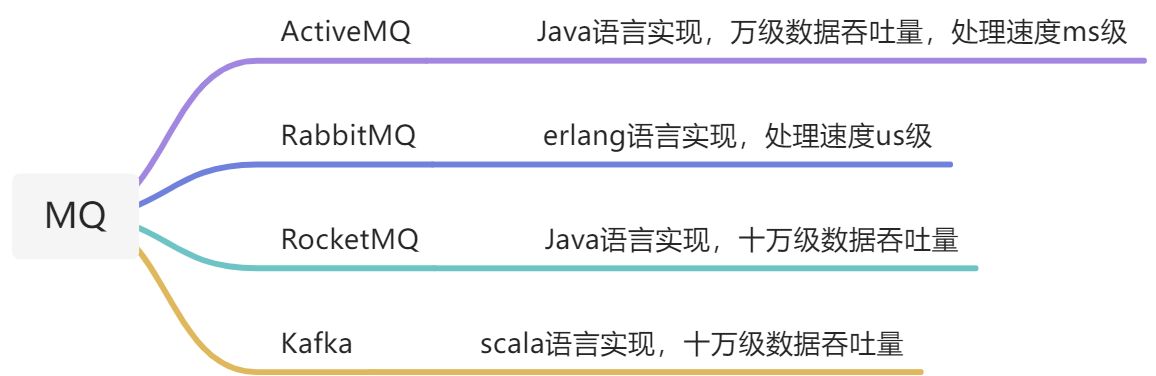 ActiveMQ Java语言实现，万级数据吞吐量，处理速度ms级
RabbitMQ erlang语言实现，处理速度us级
MQ
RocketMQ Java语言实现，十万级数据吞吐量
Kafka scala语言实现，十万级数据吞吐量